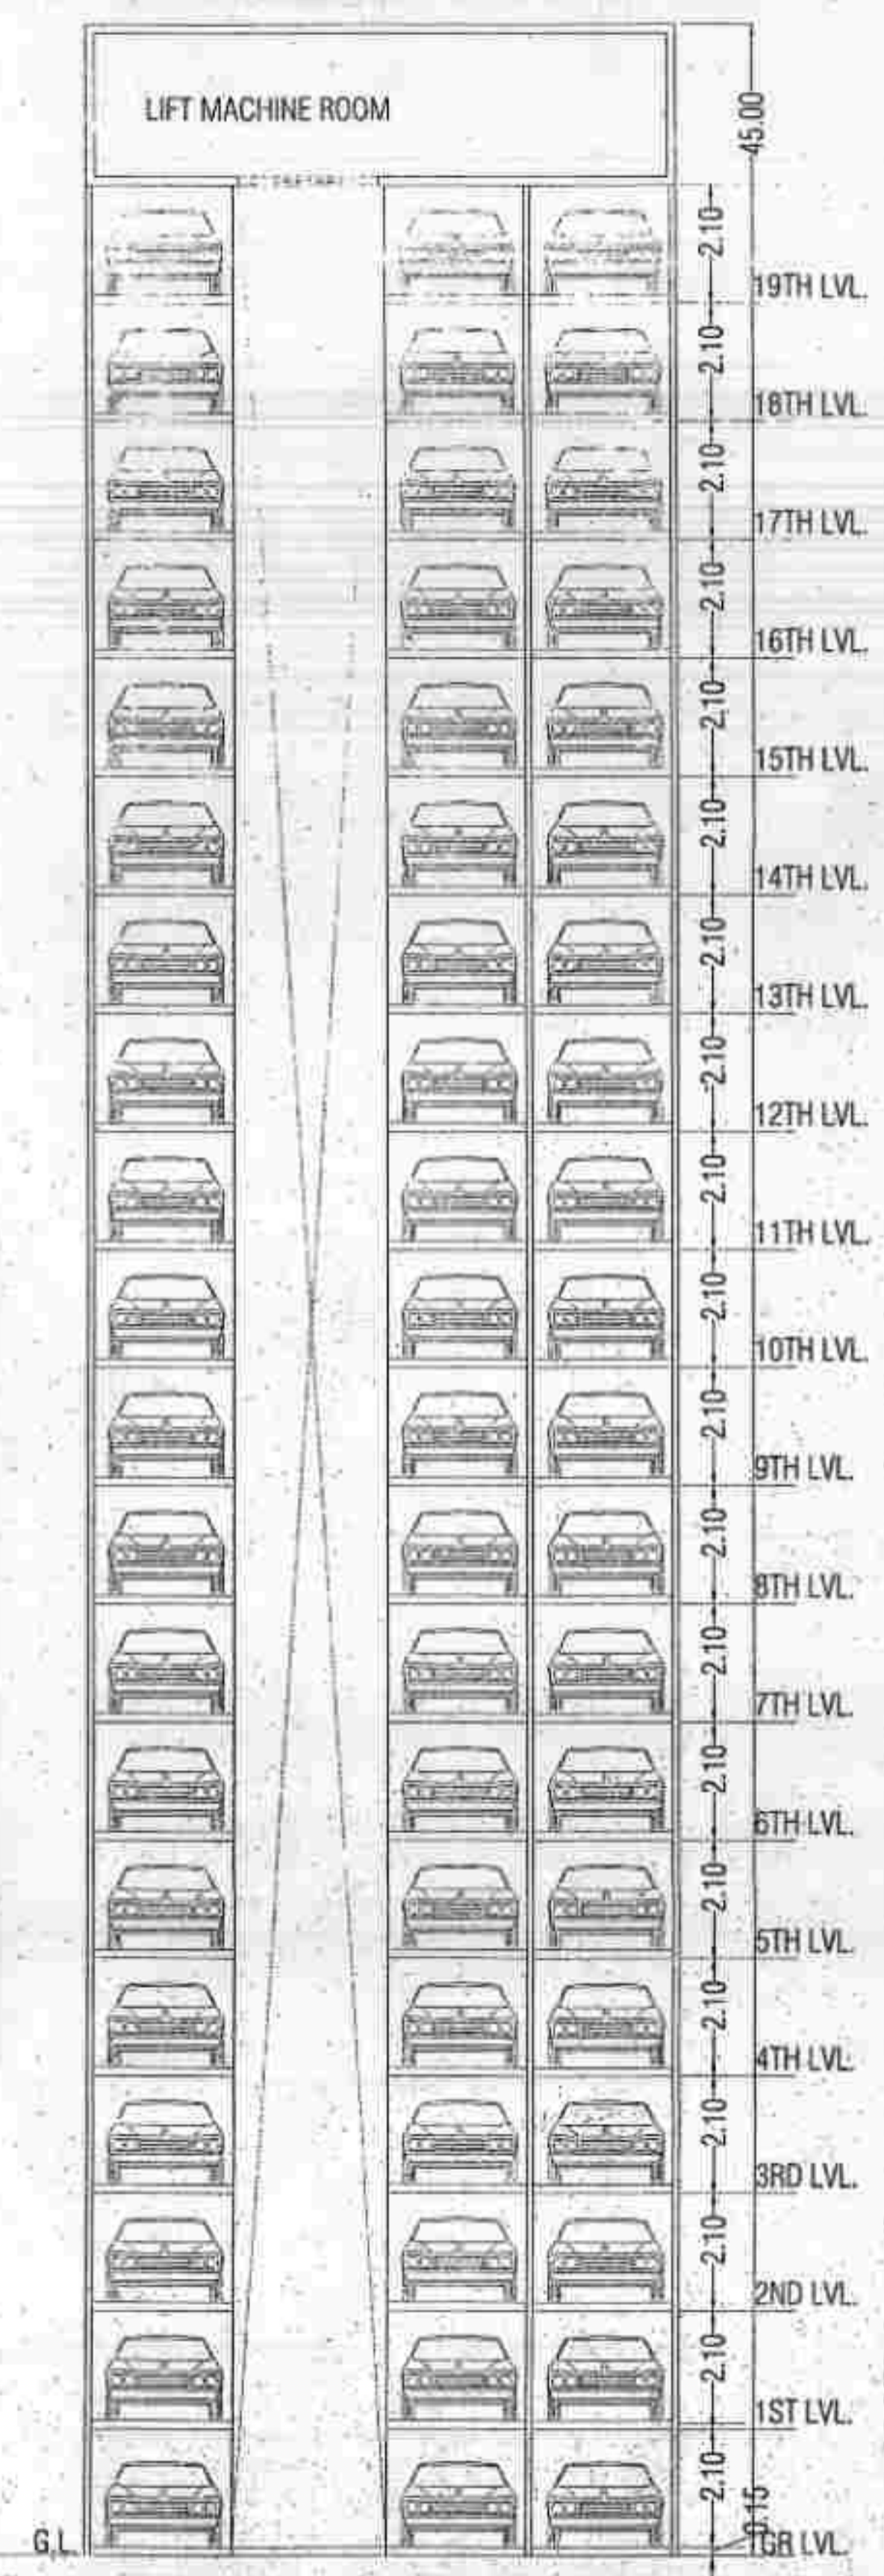 LIFT MACHINE ROOM
45.00
2.10
19TH LVL.
2.10
18TH LVL.
2.10
17TH LVL.
2.10
16TH LVL.
2.10
15TH LVL.
2.10
14TH LVL.
2.10
13TH LVL.
2.10
12TH LVL.
2.10
11TH LVL.
2.10
10TH LVL.
2.10
9TH LVL.
2.10
8TH LVL.
2.10
7TH LVL.
2.10
6TH LVL.
2.10
5TH LVL.
2.10
4TH LVL.
2.10
3RD LVL.
2.10
2ND LVL.
2.10
1ST LVL.
2.10
0.15
G.L.
GR LVL.